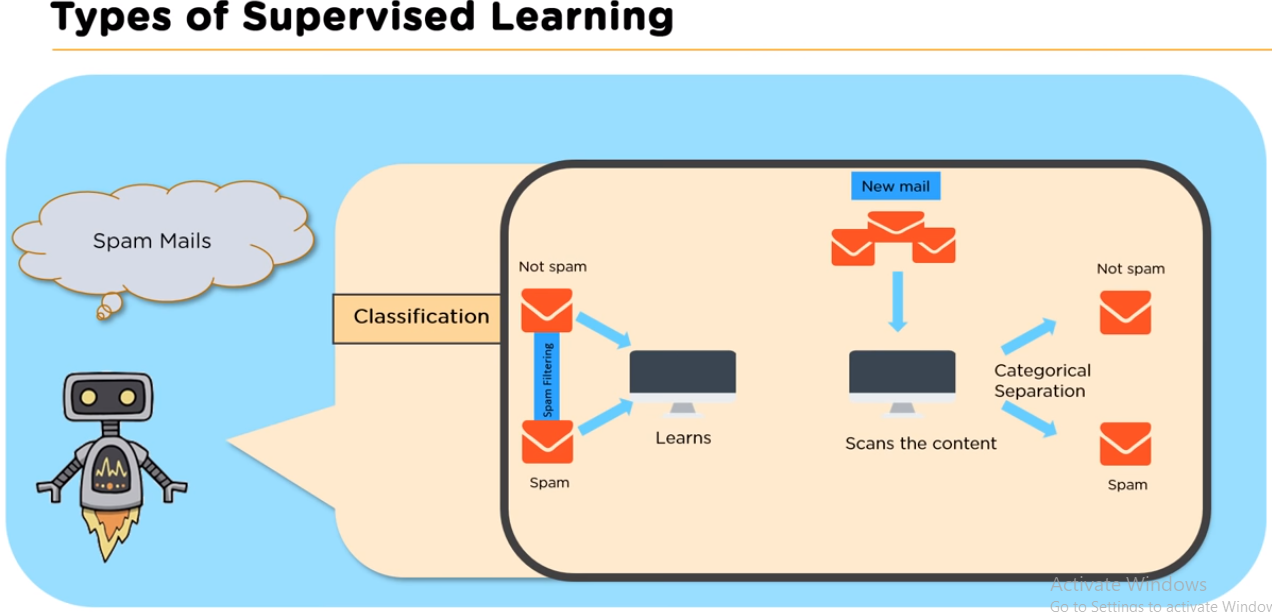 Types of Supervised Learning
Spam Mails
Classification
Not spam
Spam Filtering
Spam
Learns
New mail
Scans the content
Categorical
Separation
Not spam
Spam
Activate Windows
Go to Settings to activate Window